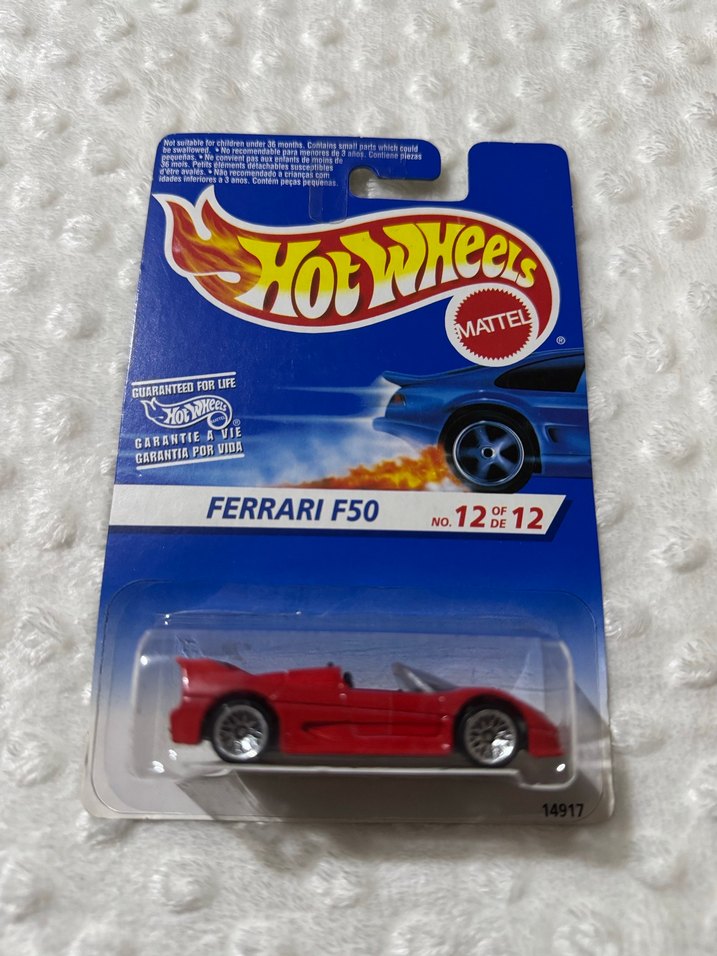 Not suitable for children under 36 months. Contains small parts which could
be swallowed. • No recomendable para menores de 3 años. Contiene piezas
pequeñas. • Ne convient pas aux enfants de moins de
36 mois. Petits éléments détachables susceptibles
d'être avalés. • Não recomendado a crianças com
idades inferiores a 3 anos. Contém peças pequenas.
HOT WHEELS
MATTEL
®
GUARANTEED FOR LIFE
HOT WHEELS
MATTEL
®
GARANTIE A VIE
GARANTIA POR VIDA
FERRARI F50
NO. 12 OF DE 12
14917